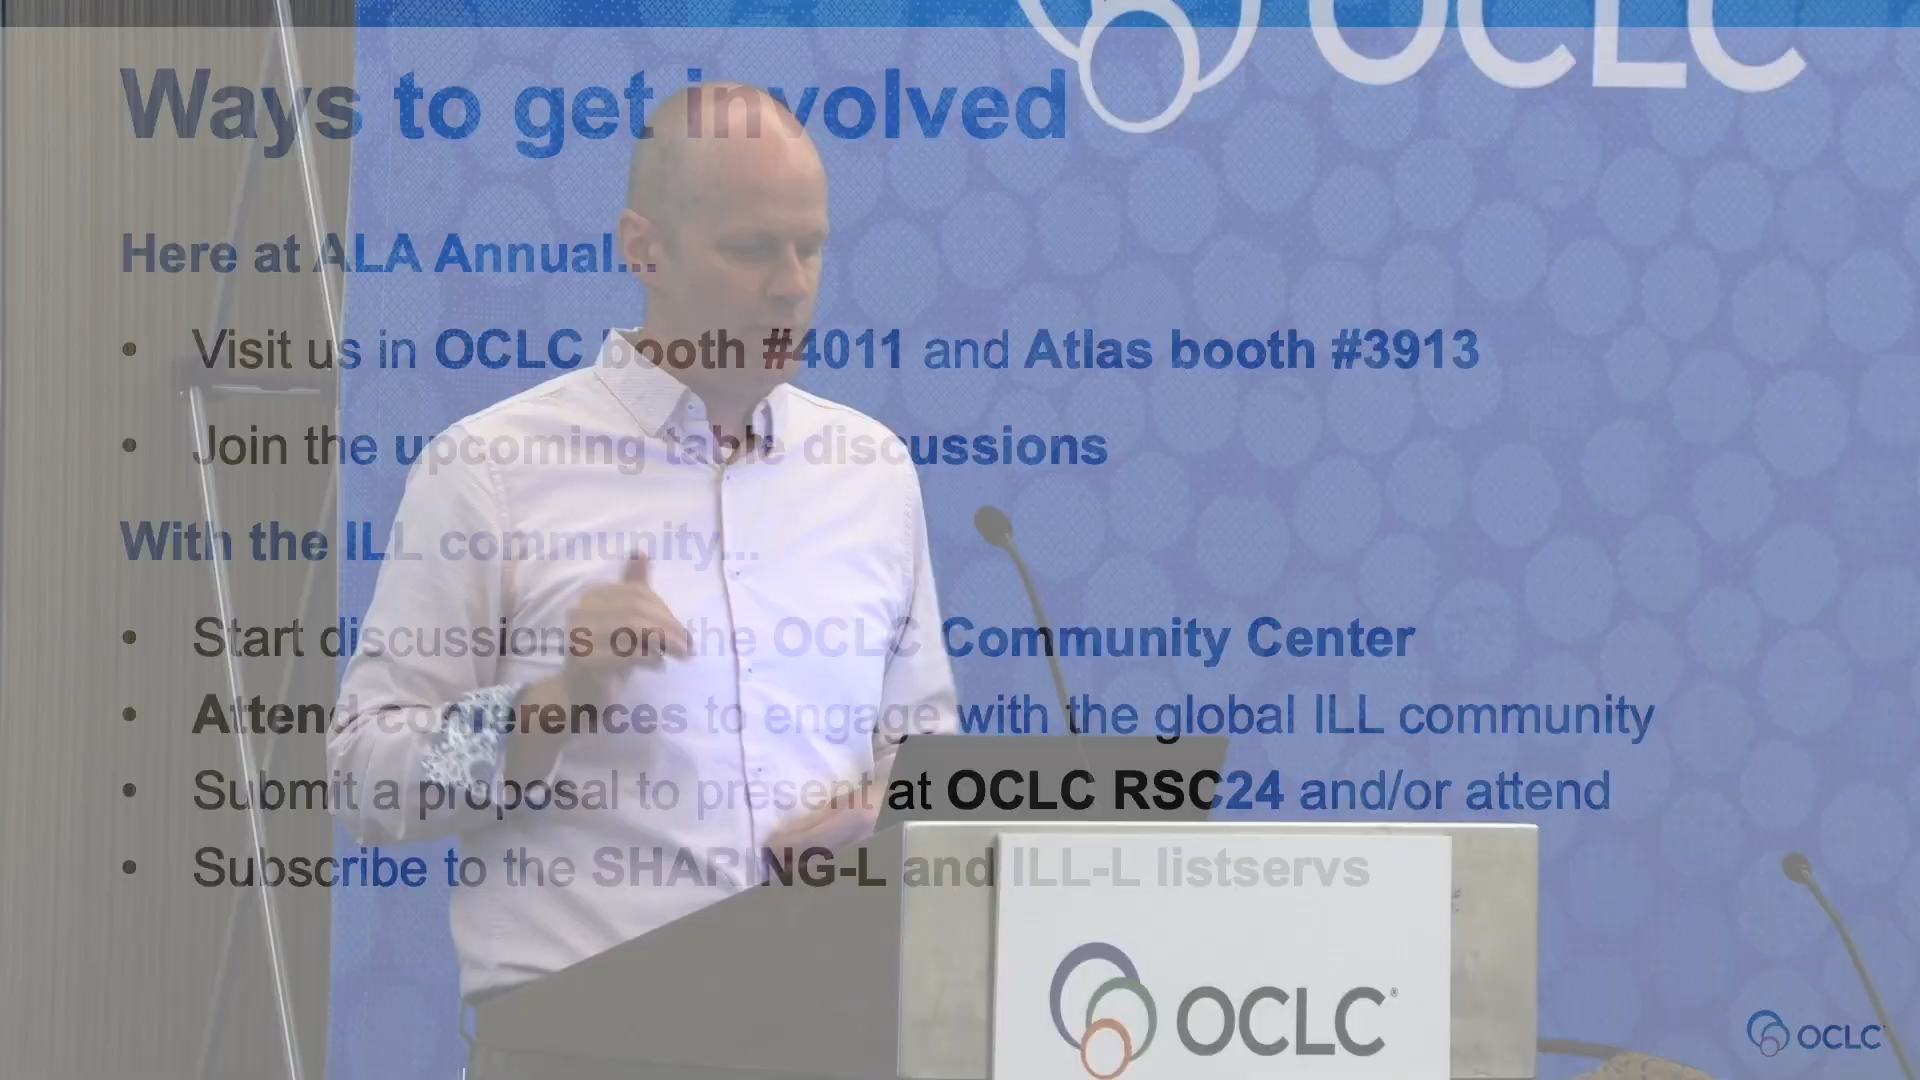 OCLC
Ways to get involved
Here at ALA Annual...
• Visit us in OCLC booth #4011 and Atlas booth #3913
• Join the upcoming table discussions
With the ILL community...
• Start discussions on the OCLC Community Center
• Attend conferences to engage with the global ILL community
• Submit a proposal to present at OCLC RSC24 and/or attend
• Subscribe to the SHARING-L and ILL-L listservs
OCLC®
OCLC